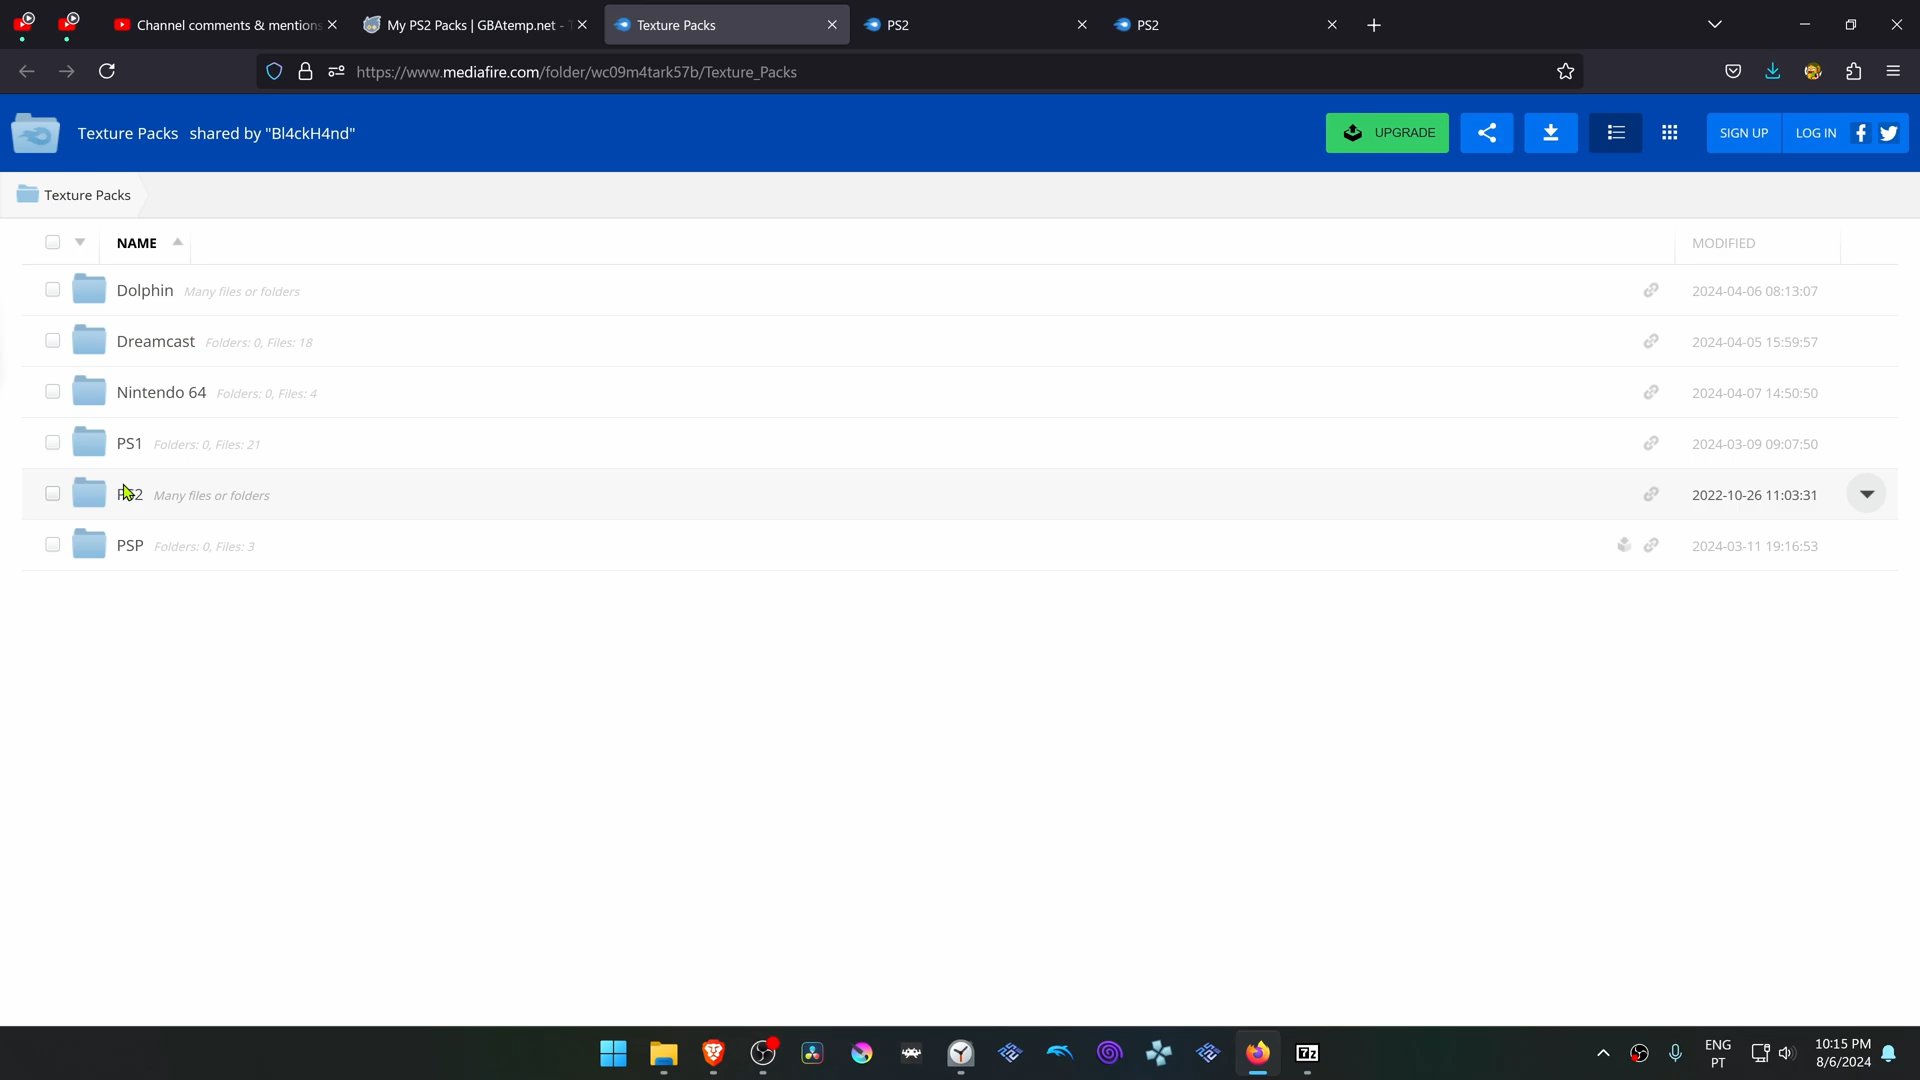 Channel comments & mentions
My PS2 Packs | GBAtemp.net -
Texture Packs
PS2
PS2
https://www.mediafire.com/folder/wc09m4tark57b/Texture_Packs
Texture Packs shared by "Bl4ckH4nd"
UPGRADE
SIGN UP
LOG IN
Texture Packs
NAME
MODIFIED
Dolphin Many files or folders
2024-04-06 08:13:07
Dreamcast Folders: 0, Files: 18
2024-04-05 15:59:57
Nintendo 64 Folders: 0, Files: 4
2024-04-07 14:50:50
PS1 Folders: 0, Files: 21
2024-03-09 09:07:50
PS2 Many files or folders
2022-10-26 11:03:31
PSP Folders: 0, Files: 3
2024-03-11 19:16:53
7z
ENG
PT
10:15 PM
8/6/2024